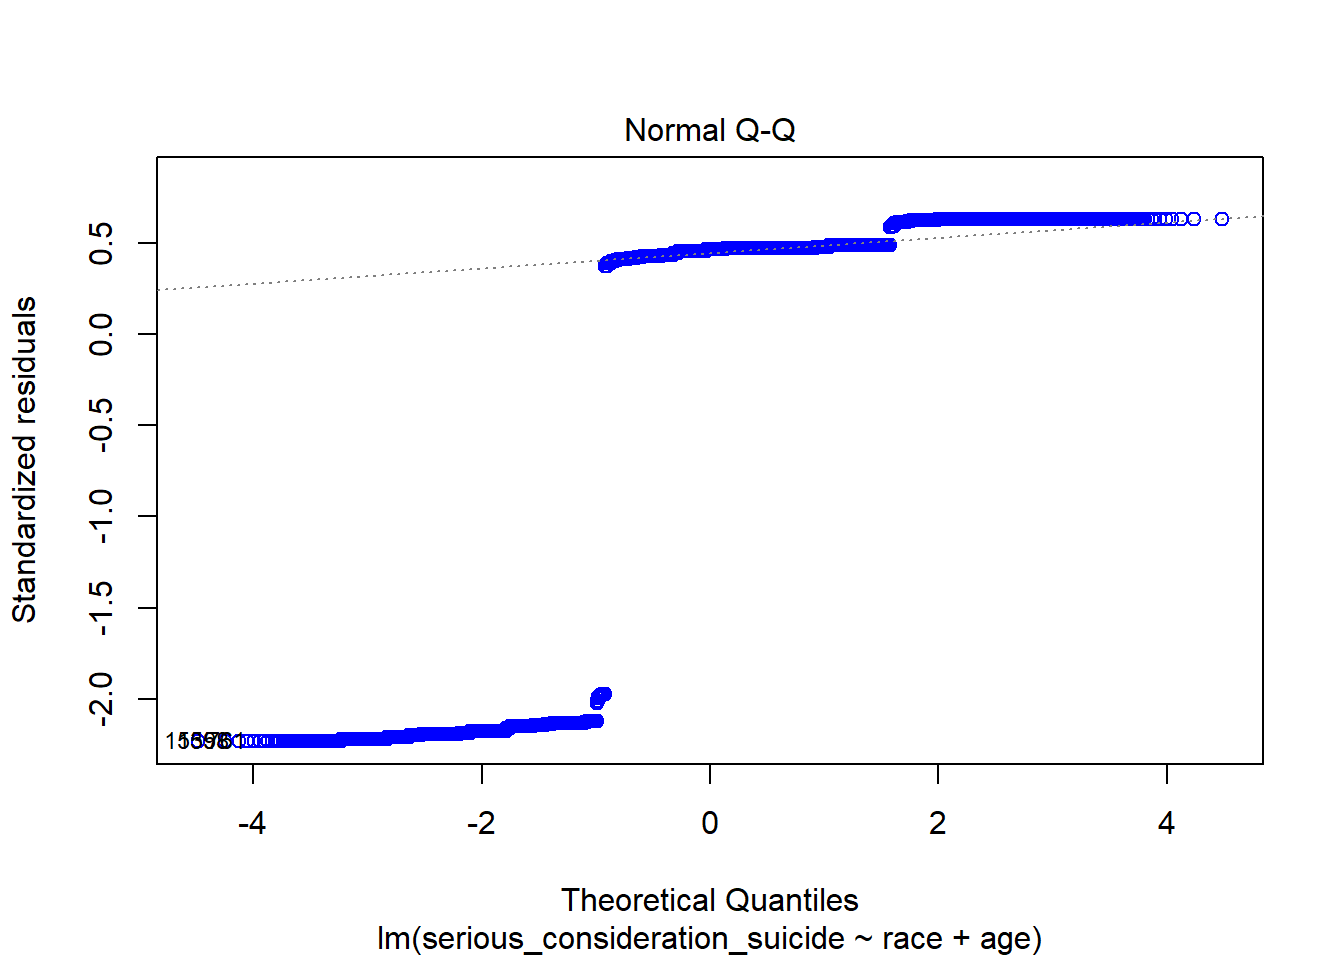 Normal Q-Q
Standardized residuals
0.5
0.0
-0.5
-1.0
-1.5
-2.0
-4
-2
0
2
4
Theoretical Quantiles
lm(serious_consideration_suicide ~ race + age)